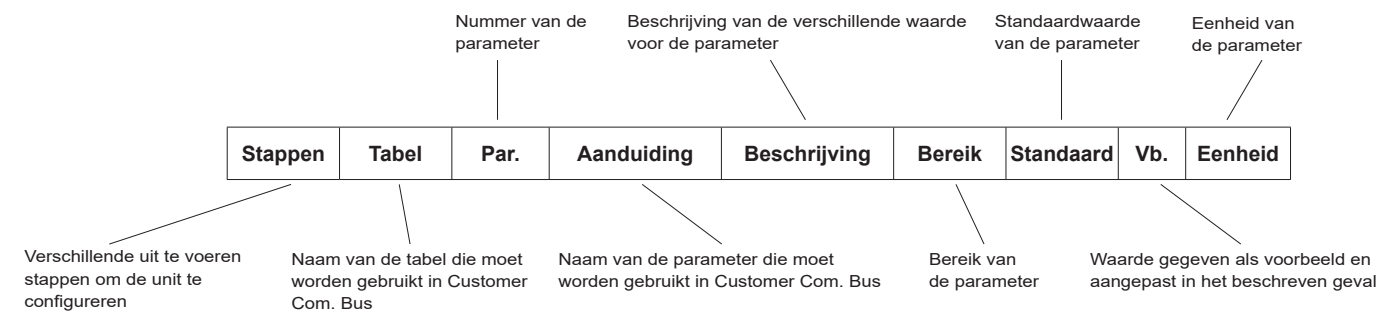 Nummer van de
parameter
Beschrijving van de verschillende waarde
voor de parameter
Standaardwaarde
van de parameter
Eenheid van
de parameter
Stappen Tabel Par. Aanduiding Beschrijving Bereik Standaard Vb. Eenheid
Verschillende uit te voeren
stappen om de unit te
configureren
Naam van de tabel die moet
worden gebruikt in Customer
Com. Bus
Naam van de parameter die moet
worden gebruikt in Customer Com. Bus
Bereik van
de parameter
Waarde gegeven als voorbeeld en
aangepast in het beschreven geval